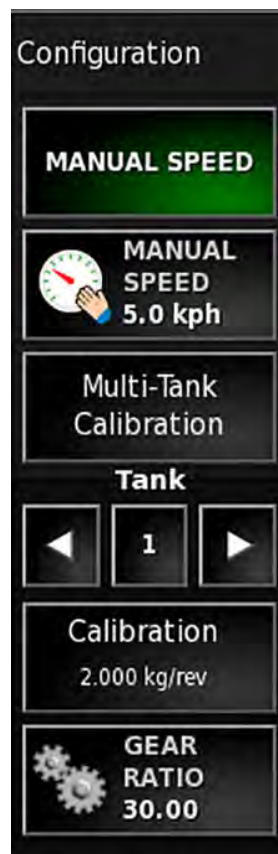 Configuration
MANUAL SPEED
MANUAL
SPEED
5.0 kph
Multi-Tank
Calibration
Tank
1
Calibration
2.000 kg/rev
GEAR
RATIO
30.00